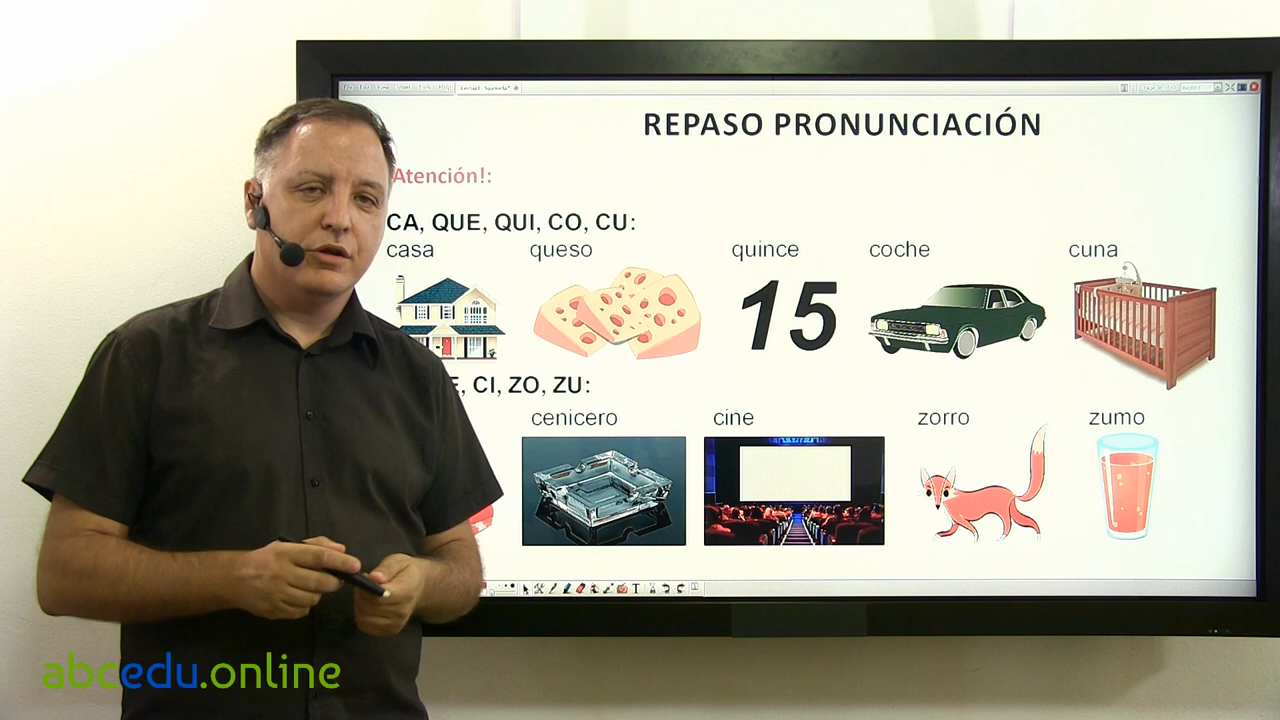 REPASO PRONUNCIACIÓN
Atención!:
CA, QUE, QUI, CO, CU:
casa queso quince coche cuna
15
E, CI, ZO, ZU:
cenicero cine zorro zumo
abcedu.online